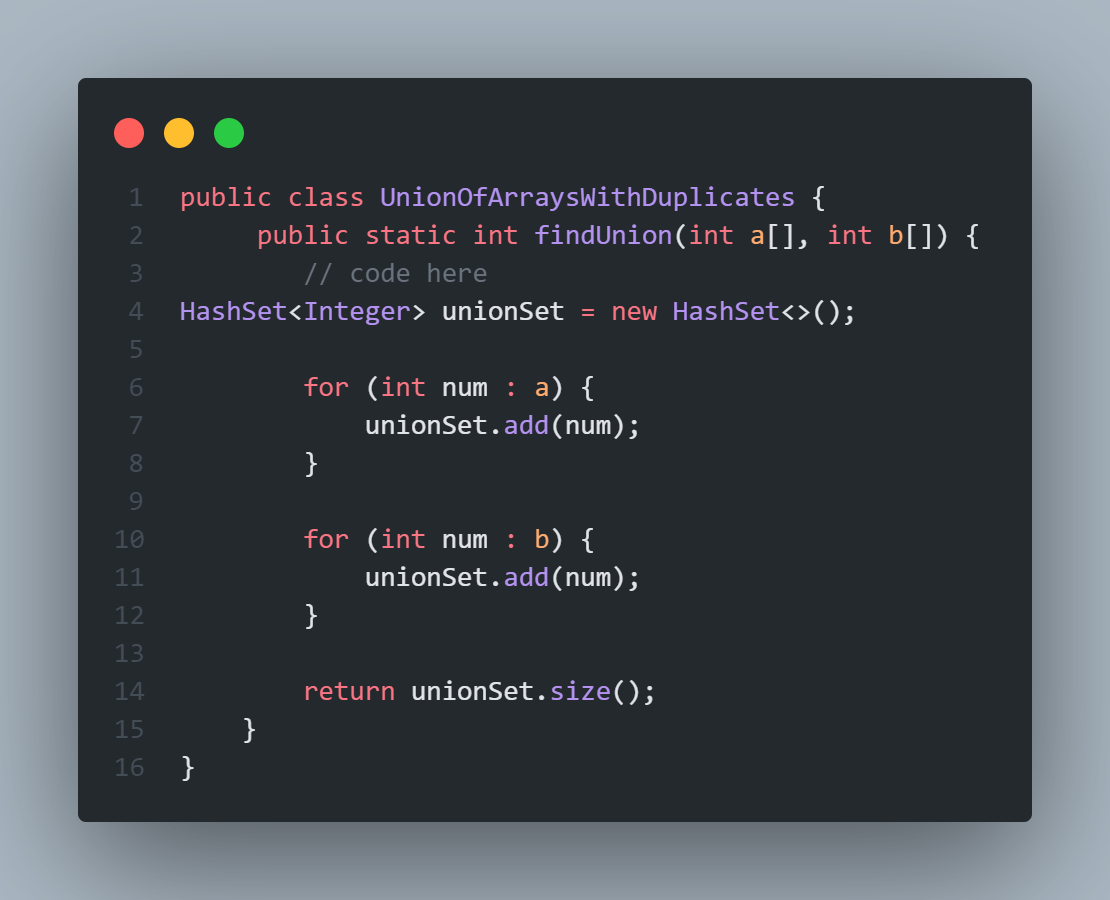 1 public class UnionOfArraysWithDuplicates {
2      public static int findUnion(int a[], int b[]) {
3         // code here
4 HashSet<Integer> unionSet = new HashSet<>();
5
6         for (int num : a) {
7             unionSet.add(num);
8         }
9
10         for (int num : b) {
11             unionSet.add(num);
12         }
13
14         return unionSet.size();
15     }
16 }